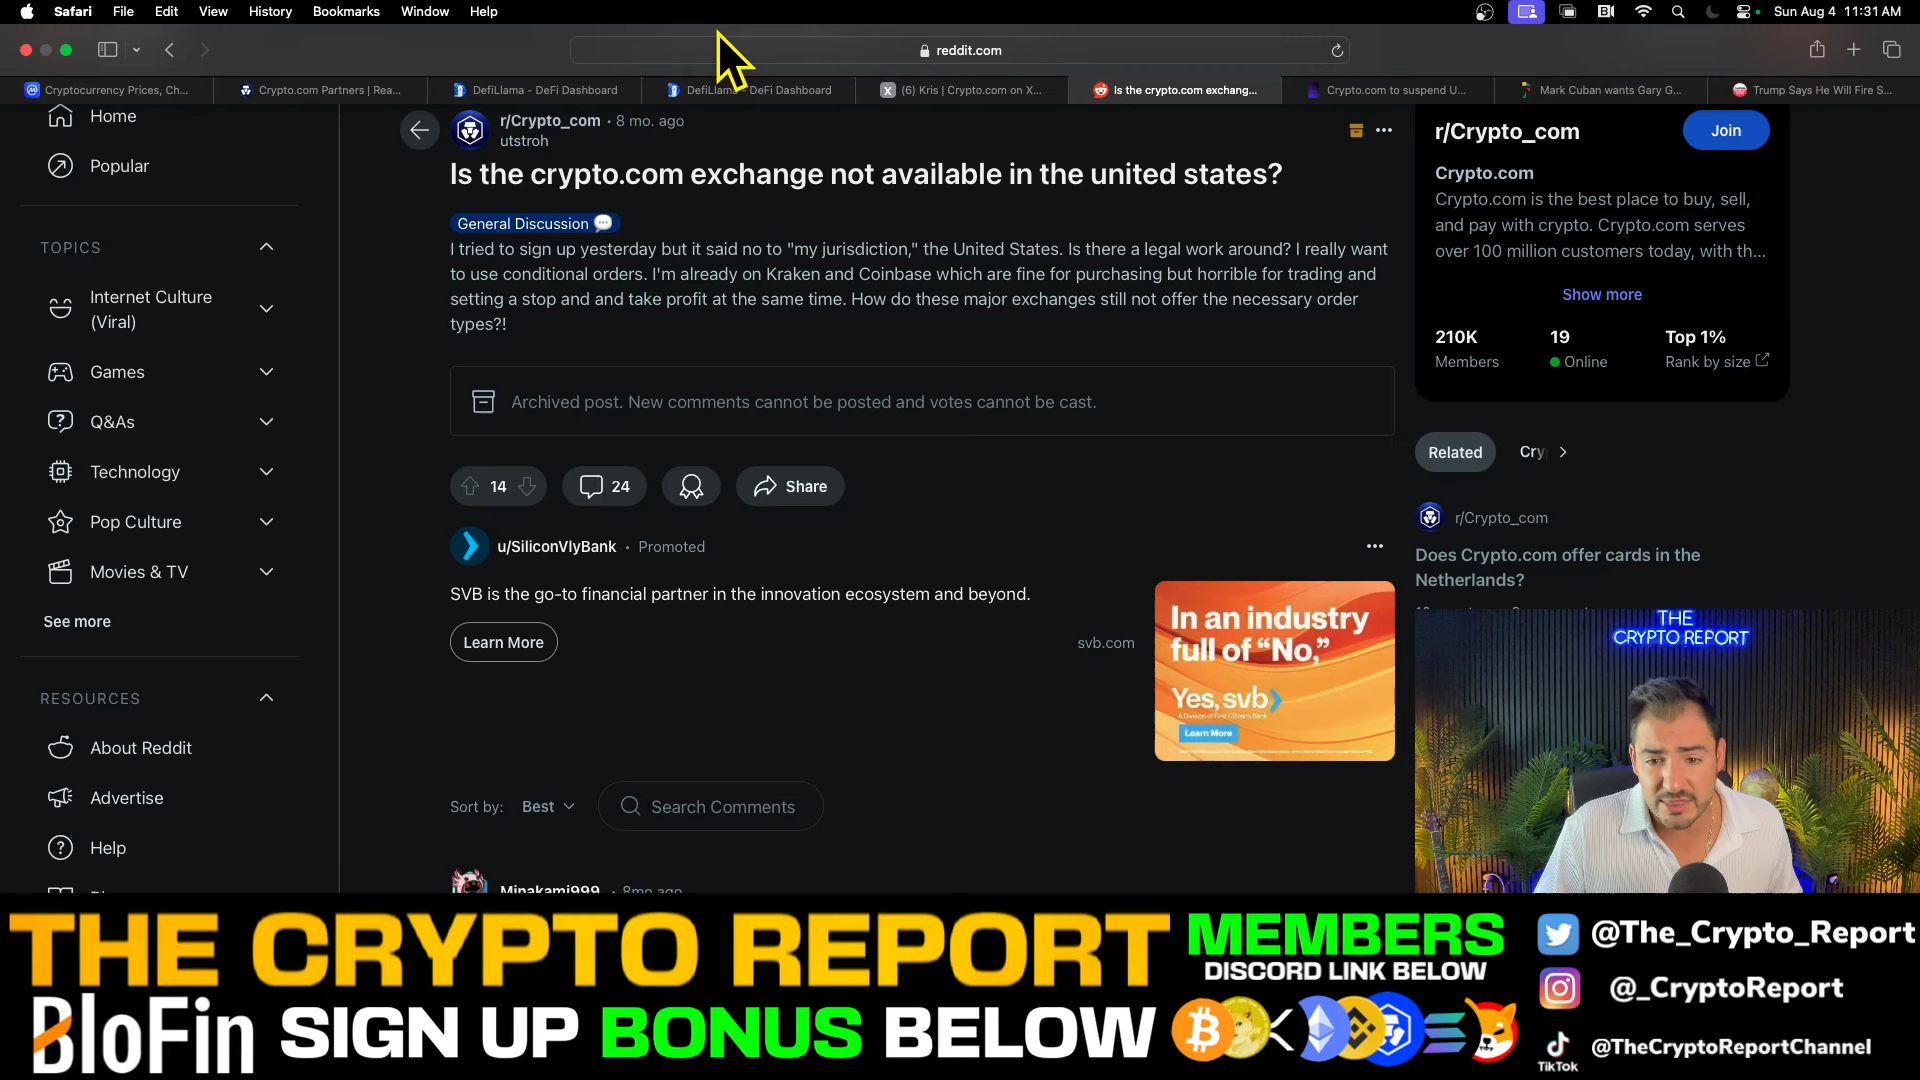 Safari File Edit View History Bookmarks Window Help
Sun Aug 4 11:31 AM
reddit.com
Cryptocurrency Prices, Ch...
Crypto.com Partners | Rea...
DefiLlama - DeFi Dashboard
DefiLlama - DeFi Dashboard
(6) Kris | Crypto.com on X...
Is the crypto.com exchang...
Crypto.com to suspend U...
Mark Cuban wants Gary G...
Trump Says He Will Fire S...
Home
Popular
TOPICS
Internet Culture
(Viral)
Games
Q&As
Technology
Pop Culture
Movies & TV
See more
RESOURCES
About Reddit
Advertise
Help
r/Crypto_com • 8 mo. ago
utstroh
Is the crypto.com exchange not available in the united states?
General Discussion
I tried to sign up yesterday but it said no to "my jurisdiction," the United States. Is there a legal work around? I really want
to use conditional orders. I'm already on Kraken and Coinbase which are fine for purchasing but horrible for trading and
setting a stop and and take profit at the same time. How do these major exchanges still not offer the necessary order
types?!
Archived post. New comments cannot be posted and votes cannot be cast.
14
24
Share
u/SiliconVlyBank • Promoted
SVB is the go-to financial partner in the innovation ecosystem and beyond.
Learn More
svb.com
In an industry
full of “No,”
Yes, svb>
A Division of First Citizens Bank
Learn More
Sort by: Best
Search Comments
Minakami999 • 8mo ago
r/Crypto_com
Join
Crypto.com
Crypto.com is the best place to buy, sell,
and pay with crypto. Crypto.com serves
over 100 million customers today, with th...
Show more
210K 19 Top 1%
Members Online Rank by size
Related
Cry
r/Crypto_com
Does Crypto.com offer cards in the
Netherlands?
THE
CRYPTO REPORT
THE CRYPTO REPORT
BloFin SIGN UP BONUS BELOW
MEMBERS
DISCORD LINK BELOW
@The_Crypto_Report
@_CryptoReport
TikTok
@TheCryptoReportChannel